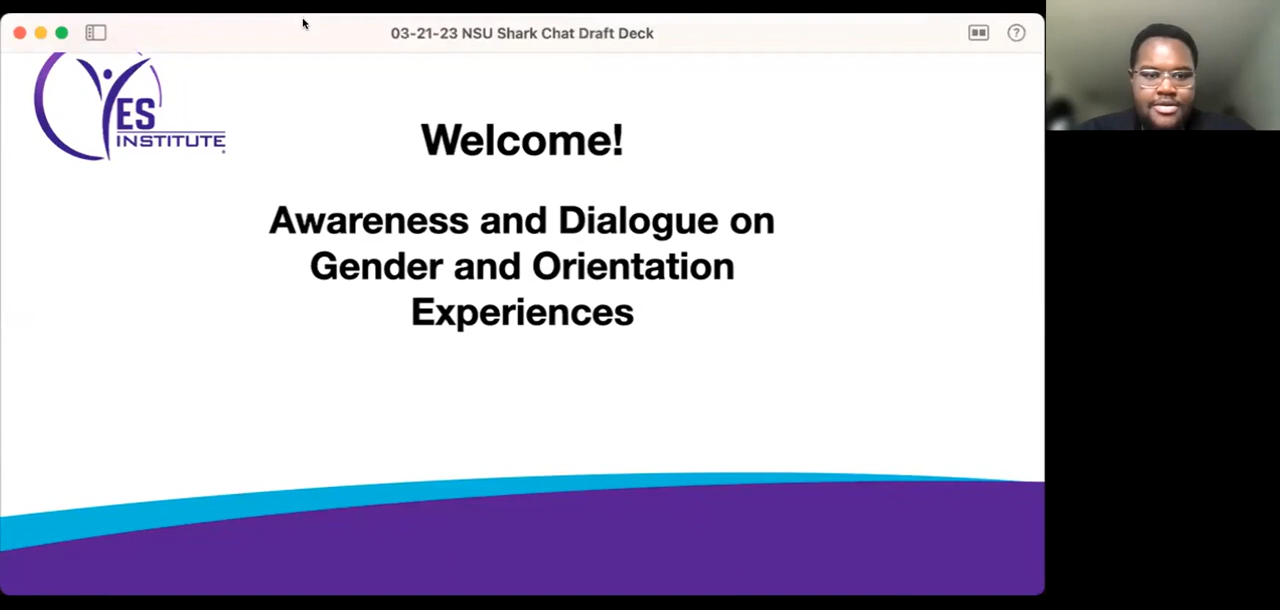 03-21-23 NSU Shark Chat Draft Deck
YES
INSTITUTE
Welcome!
Awareness and Dialogue on
Gender and Orientation
Experiences